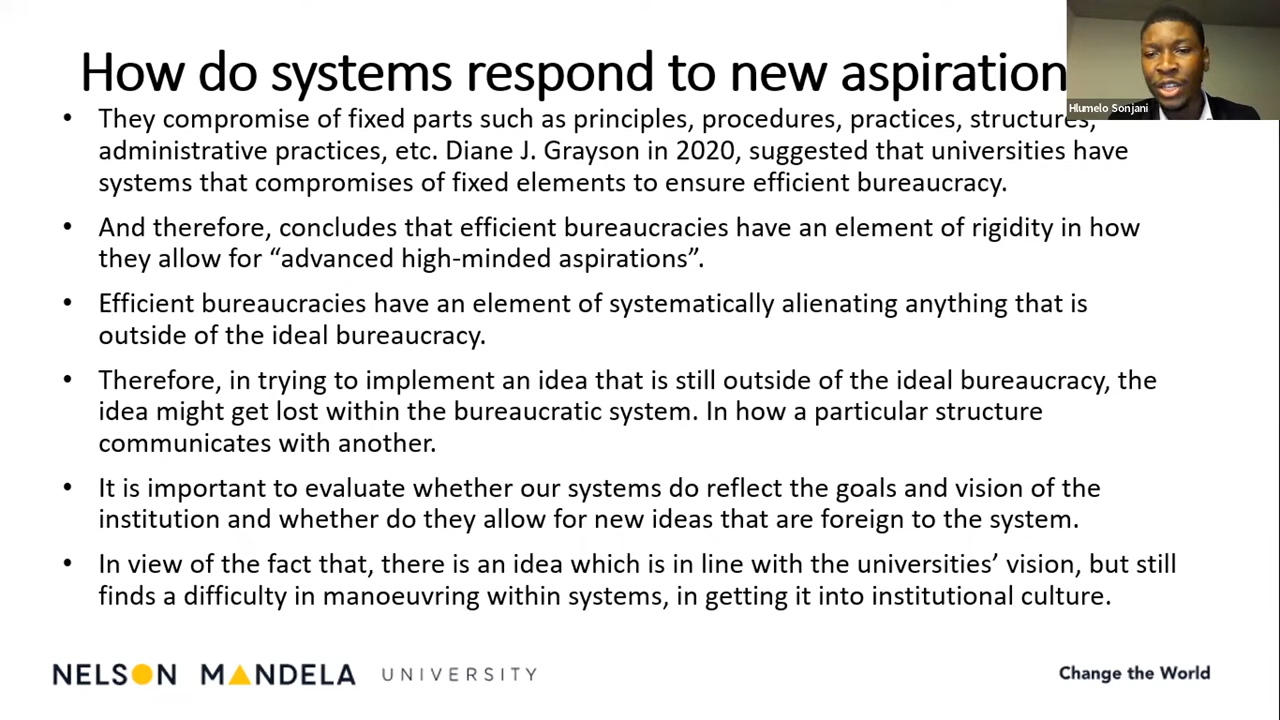 How do systems respond to new aspiration
Hlumelo Sonjani
• They compromise of fixed parts such as principles, procedures, practices, structures,
administrative practices, etc. Diane J. Grayson in 2020, suggested that universities have
systems that compromises of fixed elements to ensure efficient bureaucracy.
• And therefore, concludes that efficient bureaucracies have an element of rigidity in how
they allow for “advanced high-minded aspirations”.
• Efficient bureaucracies have an element of systematically alienating anything that is
outside of the ideal bureaucracy.
• Therefore, in trying to implement an idea that is still outside of the ideal bureaucracy, the
idea might get lost within the bureaucratic system. In how a particular structure
communicates with another.
• It is important to evaluate whether our systems do reflect the goals and vision of the
institution and whether do they allow for new ideas that are foreign to the system.
• In view of the fact that, there is an idea which is in line with the universities’ vision, but still
finds a difficulty in manoeuvring within systems, in getting it into institutional culture.
NELSON MANDELA UNIVERSITY
Change the World